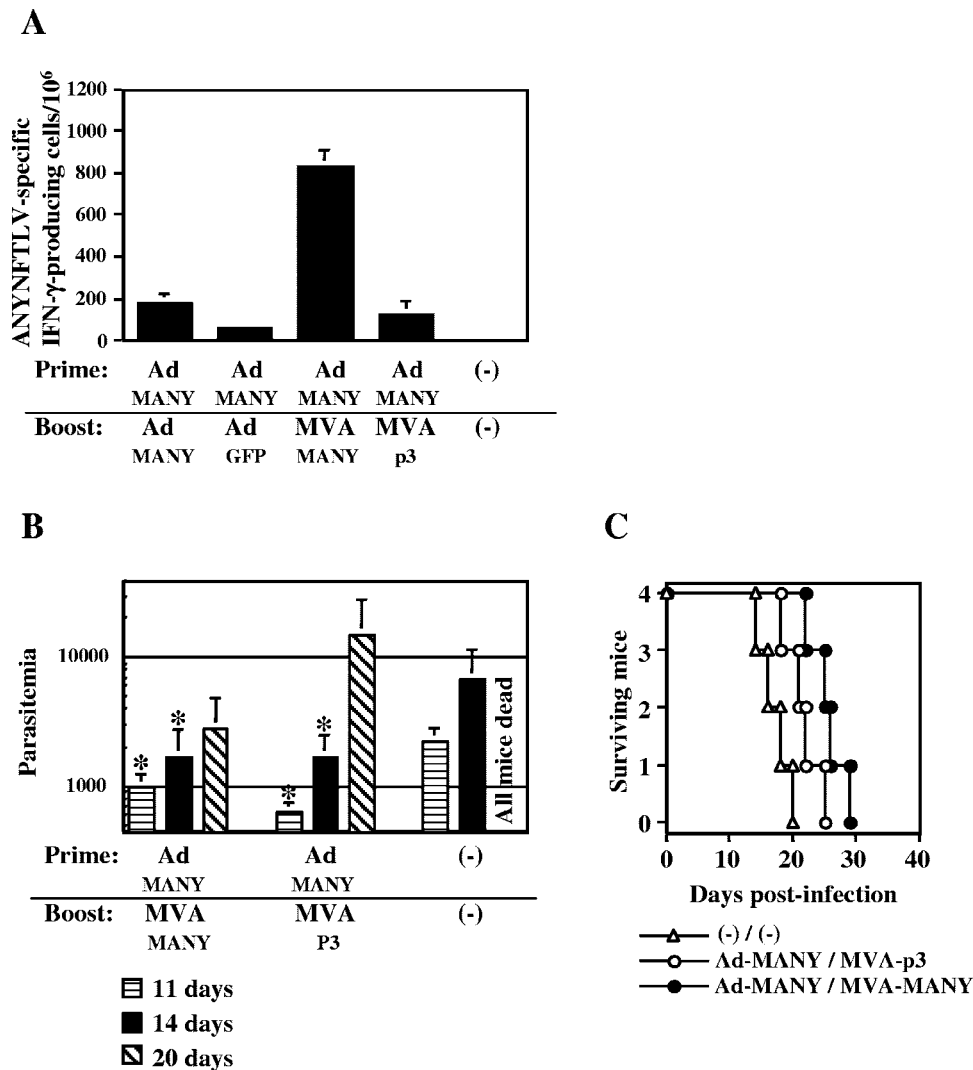 A
ANYNFTLV-specific
IFN-γ-producing cells/10⁶
1200
1000
800
600
400
200
0
Prime: Ad Ad Ad Ad (-)
MANY MANY MANY MANY
Boost: Ad Ad MVA MVA (-)
MANY GFP MANY p3
B
Parasitemia
10000
1000
* * * *
All mice dead
Prime: Ad Ad (-)
MANY MANY
Boost: MVA MVA (-)
MANY P3
11 days
14 days
20 days
C
Surviving mice
4
3
2
1
0
0 10 20 30 40
Days post-infection
(-) / (-)
Ad-MANY / MVA-p3
Ad-MANY / MVA-MANY